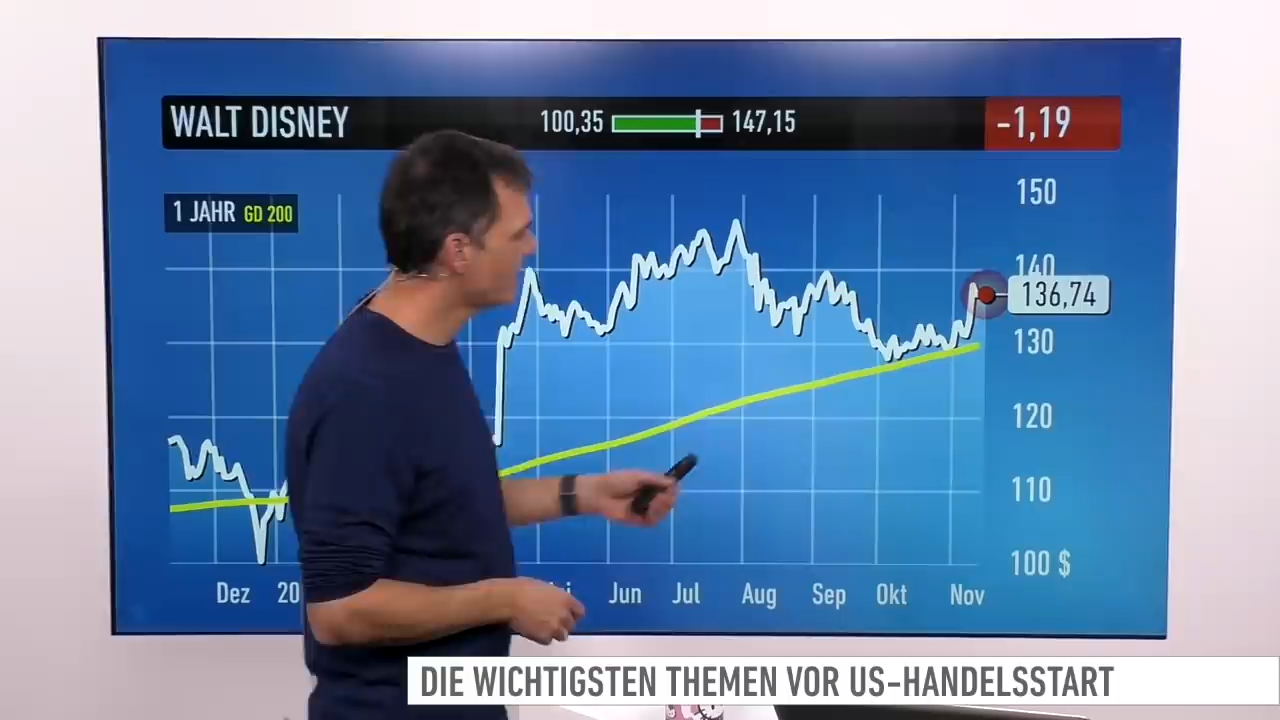 WALT DISNEY
100,35
147,15
-1,19
1 JAHR GD 200
150
140
136,74
130
120
110
100 $
Dez 20
Jun Jul Aug Sep Okt Nov
DIE WICHTIGSTEN THEMEN VOR US-HANDELSSTART